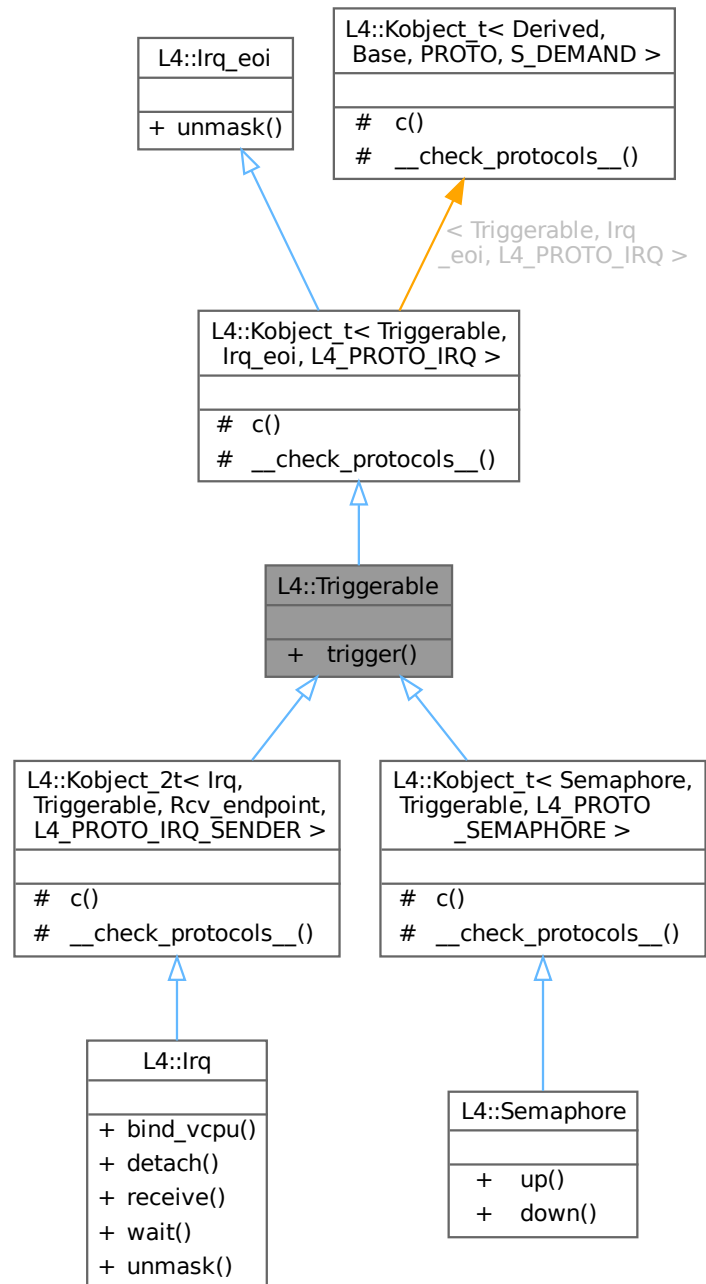 L4::Irq_eoi
+ unmask()
L4::Kobject_t< Derived,
Base, PROTO, S_DEMAND >
# c()
# __check_protocols__()
< Triggerable, Irq
_eoi, L4_PROTO_IRQ >
L4::Kobject_t< Triggerable,
Irq_eoi, L4_PROTO_IRQ >
# c()
# __check_protocols__()
L4::Triggerable
+ trigger()
L4::Kobject_2t< Irq,
Triggerable, Rcv_endpoint,
L4_PROTO_IRQ_SENDER >
# c()
# __check_protocols__()
L4::Kobject_t< Semaphore,
Triggerable, L4_PROTO
_SEMAPHORE >
# c()
# __check_protocols__()
L4::Irq
+ bind_vcpu()
+ detach()
+ receive()
+ wait()
+ unmask()
L4::Semaphore
+ up()
+ down()